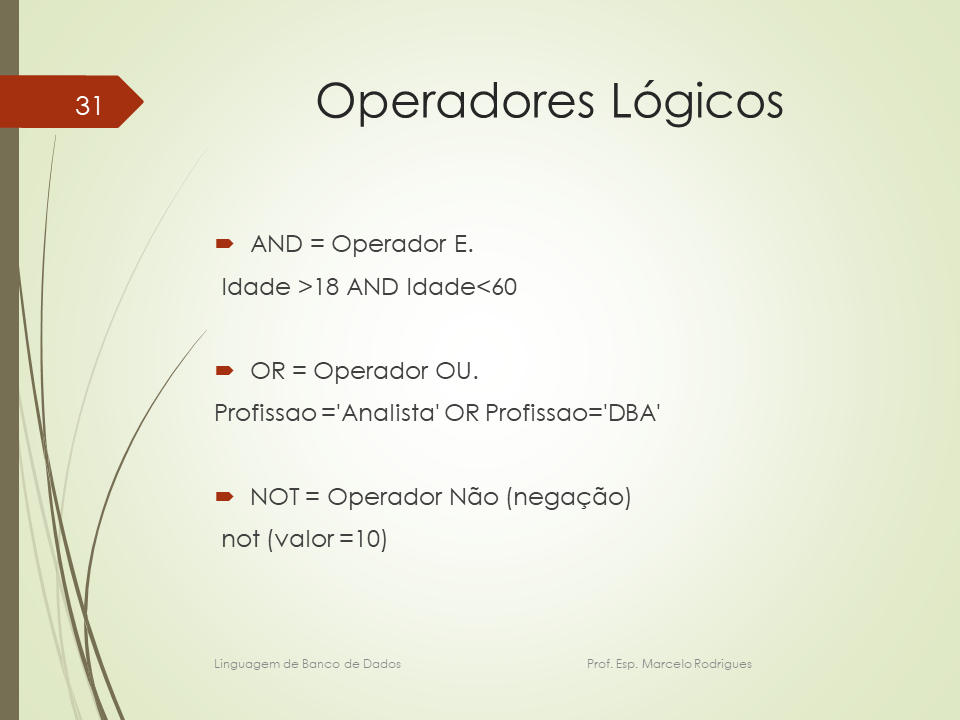 31
Operadores Lógicos
AND = Operador E.
Idade >18 AND Idade<60
OR = Operador OU.
Profissao ='Analista' OR Profissao='DBA'
NOT = Operador Não (negação)
not (valor =10)
Linguagem de Banco de Dados Prof. Esp. Marcelo Rodrigues